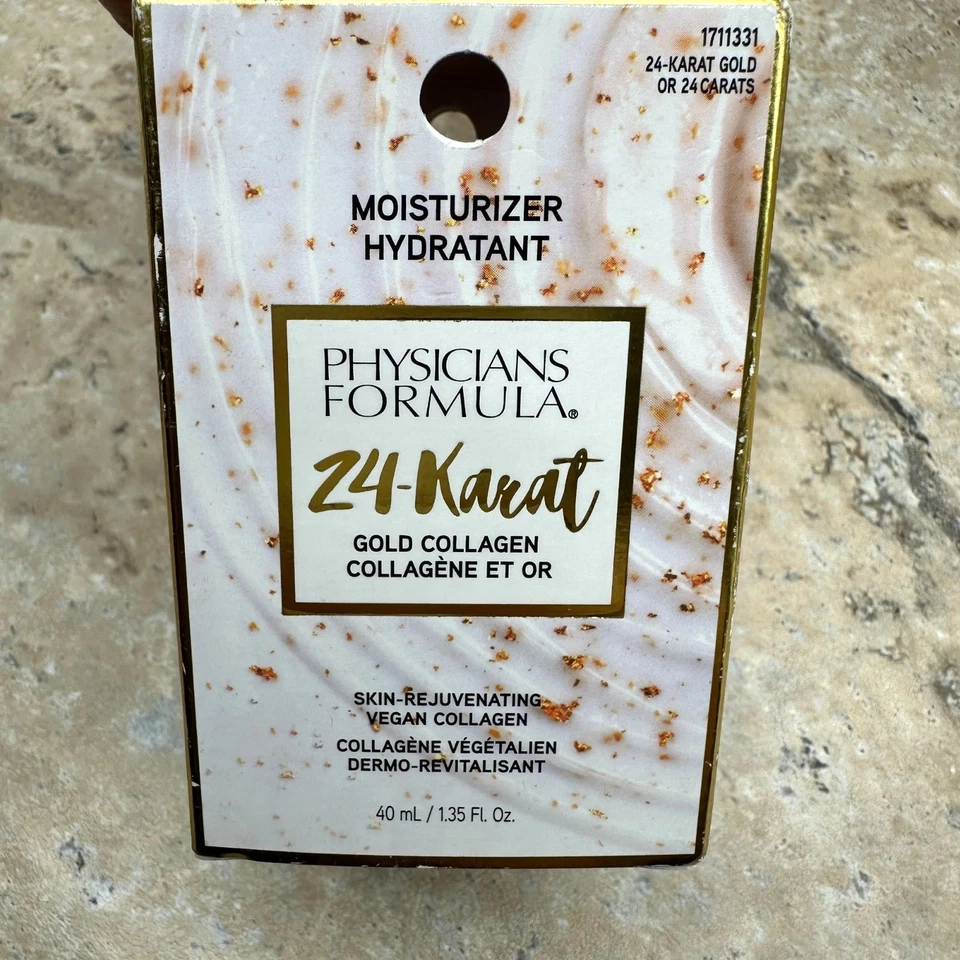 1711331
24-KARAT GOLD
OR 24 CARATS
MOISTURIZER
HYDRATANT
PHYSICIANS
FORMULA®
24-Karat
GOLD COLLAGEN
COLLAGÈNE ET OR
SKIN-REJUVENATING
VEGAN COLLAGEN
COLLAGÈNE VÉGÉTALIEN
DERMO-REVITALISANT
40 mL / 1.35 Fl. Oz.